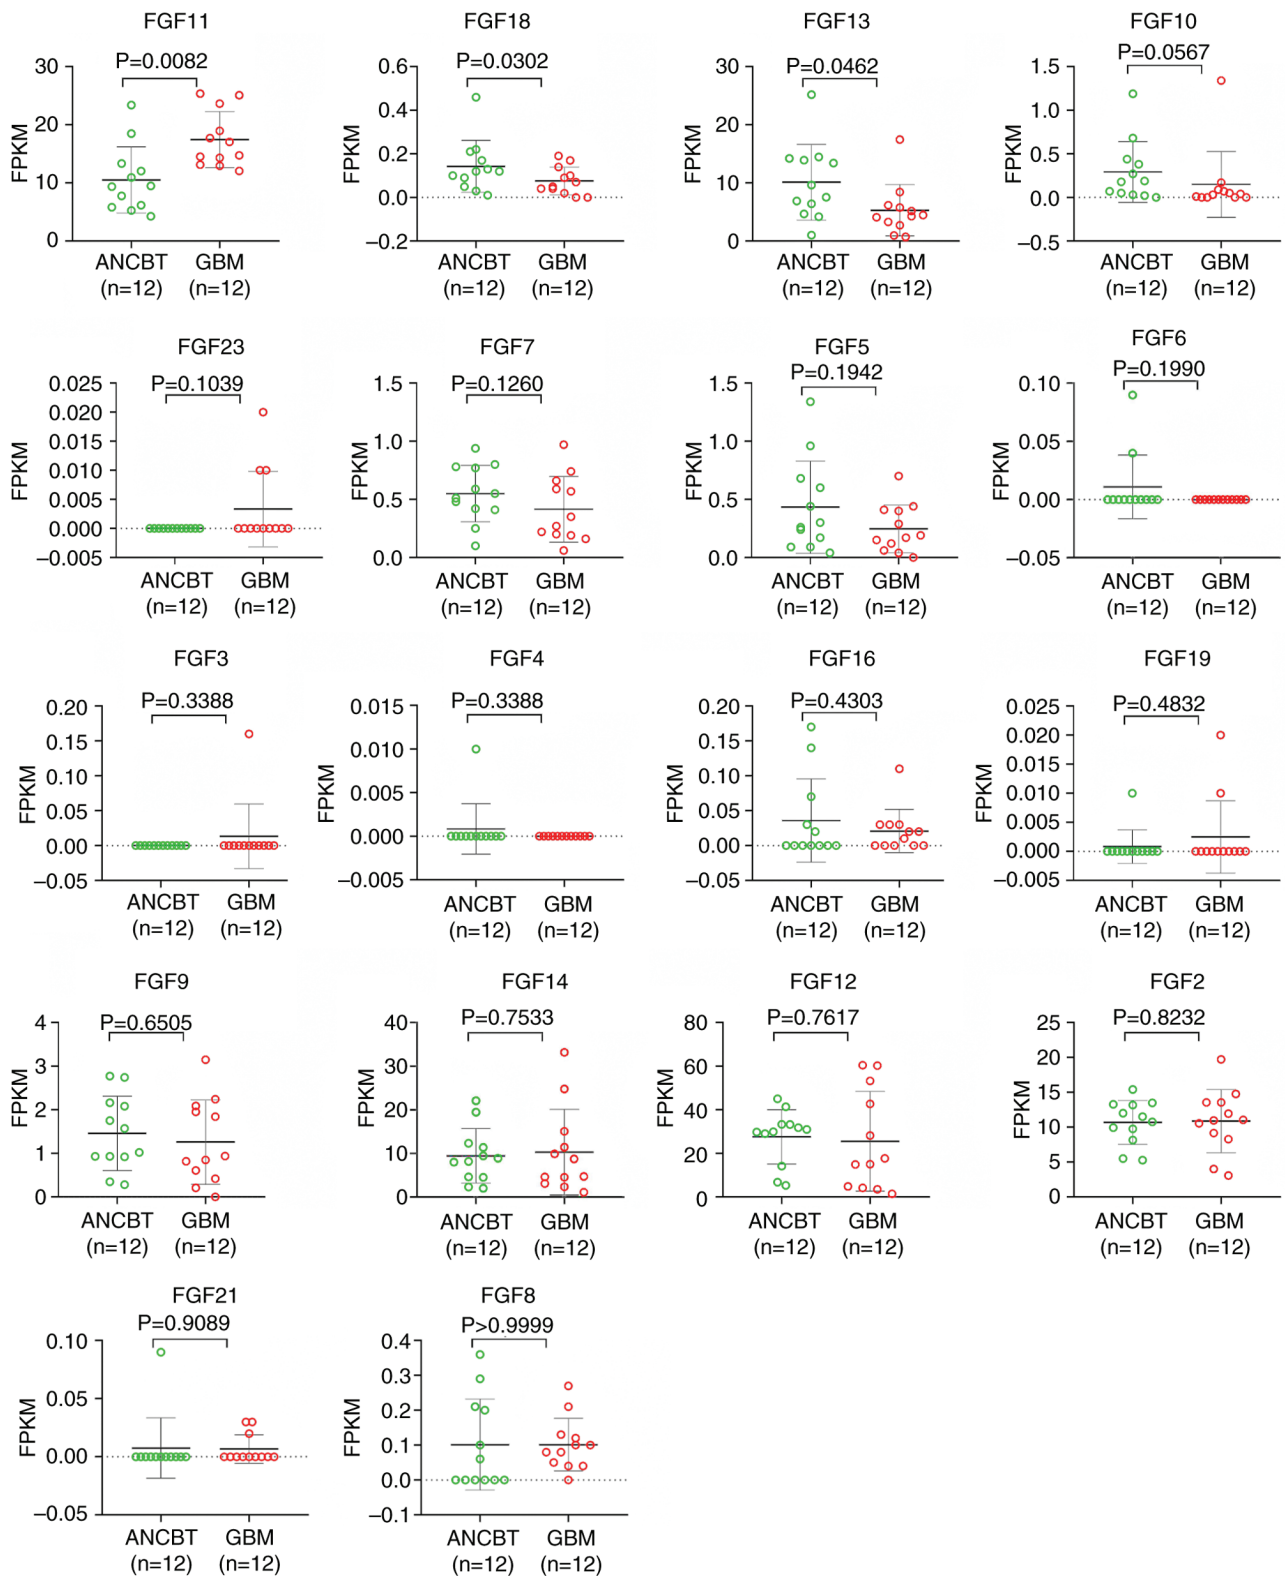 FGF11
P=0.0082
FPKM
30
20
10
0
ANCBT
(n=12)
GBM
(n=12)
FGF18
P=0.0302
FPKM
0.6
0.4
0.2
0.0
–0.2
ANCBT
(n=12)
GBM
(n=12)
FGF13
P=0.0462
FPKM
30
20
10
0
ANCBT
(n=12)
GBM
(n=12)
FGF10
P=0.0567
FPKM
1.5
1.0
0.5
0.0
–0.5
ANCBT
(n=12)
GBM
(n=12)
FGF23
P=0.1039
FPKM
0.025
0.020
0.015
0.010
0.005
0.000
–0.005
ANCBT
(n=12)
GBM
(n=12)
FGF7
P=0.1260
FPKM
1.5
1.0
0.5
0.0
ANCBT
(n=12)
GBM
(n=12)
FGF5
P=0.1942
FPKM
1.5
1.0
0.5
0.0
ANCBT
(n=12)
GBM
(n=12)
FGF6
P=0.1990
FPKM
0.10
0.05
0.00
–0.05
ANCBT
(n=12)
GBM
(n=12)
FGF3
P=0.3388
FPKM
0.20
0.15
0.10
0.05
0.00
–0.05
ANCBT
(n=12)
GBM
(n=12)
FGF4
P=0.3388
FPKM
0.015
0.010
0.005
0.000
–0.005
ANCBT
(n=12)
GBM
(n=12)
FGF16
P=0.4303
FPKM
0.20
0.15
0.10
0.05
0.00
–0.05
ANCBT
(n=12)
GBM
(n=12)
FGF19
P=0.4832
FPKM
0.025
0.020
0.015
0.010
0.005
0.000
–0.005
ANCBT
(n=12)
GBM
(n=12)
FGF9
P=0.6505
FPKM
4
3
2
1
0
ANCBT
(n=12)
GBM
(n=12)
FGF14
P=0.7533
FPKM
40
30
20
10
0
ANCBT
(n=12)
GBM
(n=12)
FGF12
P=0.7617
FPKM
80
60
40
20
0
ANCBT
(n=12)
GBM
(n=12)
FGF2
P=0.8232
FPKM
25
20
15
10
5
0
ANCBT
(n=12)
GBM
(n=12)
FGF21
P=0.9089
FPKM
0.10
0.05
0.00
–0.05
ANCBT
(n=12)
GBM
(n=12)
FGF8
P>0.9999
FPKM
0.4
0.3
0.2
0.1
0.0
–0.1
ANCBT
(n=12)
GBM
(n=12)